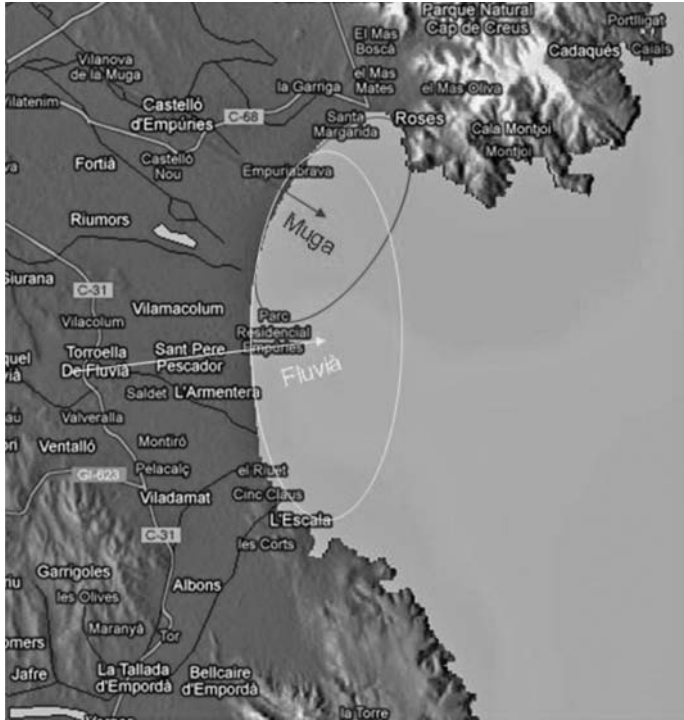 Parque Natural
Cap de Creus
Portlligat
El Mas
Boscà
Cadaqués
Caials
Vilanova
de la Muga
la Garriga
el Mas
Mates
el Mas Oliva
Vilatenim
Castelló
d'Empúries
C-68
Santa
Margarida
Roses
Cala Montjoi
Montjoi
Fortià
Castelló
Nou
Empuriabrava
Riumors
Muga
Siurana
C-31
Vilamacolum
Vilacolum
Parc
Residencial
Empúries
Torroella
De Fluvià
Sant Pere
Pescador
Fluvià
quel
vià
Saldet
L'Armentera
Valveralla
Ventalló
Montiró
GI-623
Pelacalç
el Riuet
Viladamat
Cinc Claus
L'Escala
C-31
les Corts
Garrigoles
les Olives
Albons
Maranyà
Tor
omers
Jafre
La Tallada
d'Empordà
Bellcaire
d'Empordà
la Torre